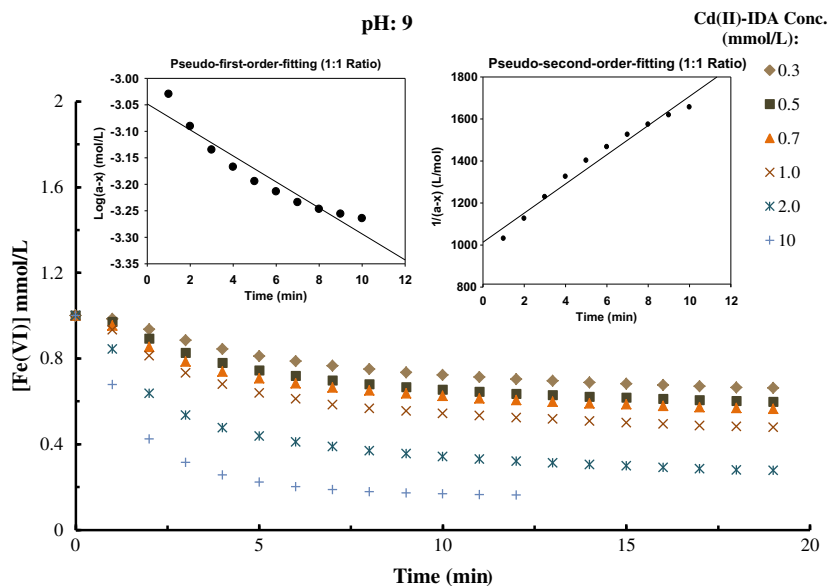 pH: 9
Cd(II)-IDA Conc.
(mmol/L):
0.3
0.5
0.7
1.0
2.0
10
Pseudo-first-order-fitting (1:1 Ratio)
Log(a-x) (mol/L)
-3.00
-3.05
-3.10
-3.15
-3.20
-3.25
-3.30
-3.35
0 2 4 6 8 10 12
Time (min)
Pseudo-second-order-fitting (1:1 Ratio)
1/(a-x) (L/mol)
1800
1600
1400
1200
1000
800
0 2 4 6 8 10 12
Time (min)
[Fe(VI)] mmol/L
2
1.6
1.2
0.8
0.4
0
0 5 10 15 20
Time (min)